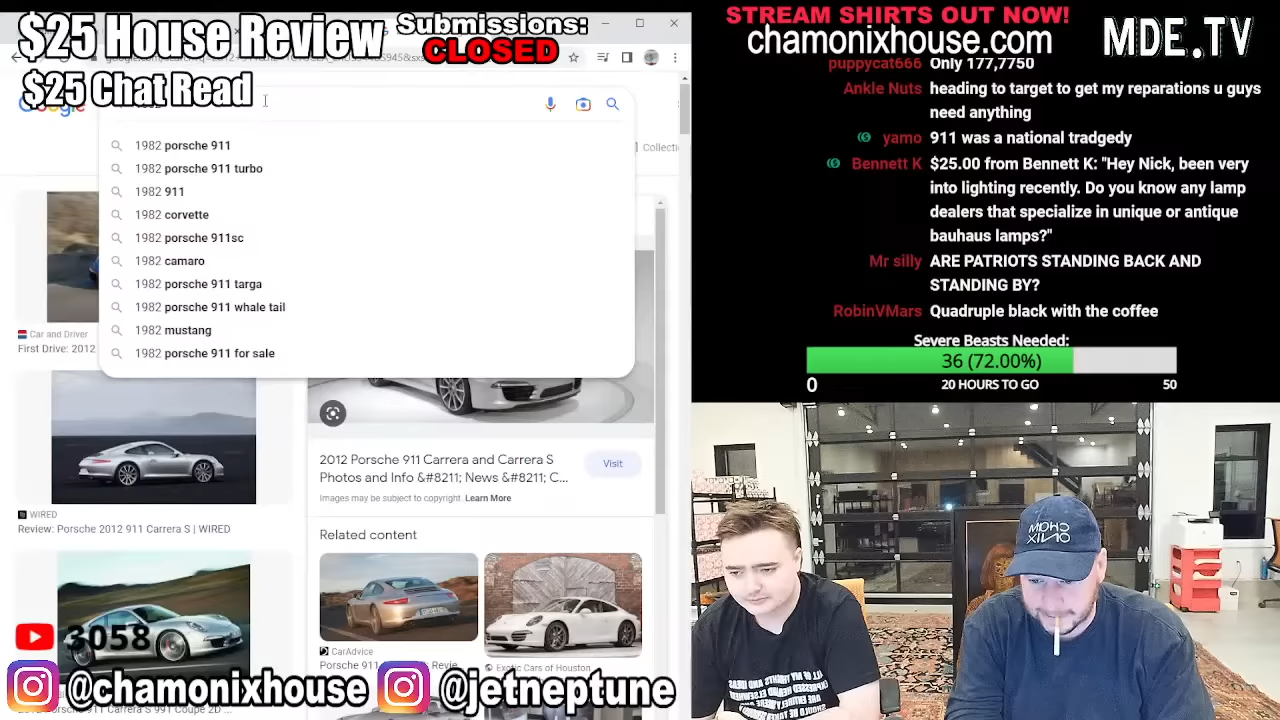 $25 House Review
Submissions:
CLOSED
$25 Chat Read
Google
Collecti
1982 porsche 911
1982 porsche 911 turbo
1982 911
1982 corvette
1982 porsche 911sc
1982 camaro
1982 porsche 911 targa
1982 porsche 911 whale tail
1982 mustang
1982 porsche 911 for sale
Car and Driver
First Drive: 2012
WIRED
Review: Porsche 2012 911 Carrera S | WIRED
2012 Porsche 911 Carrera and Carrera S
Photos and Info &#8211; News &#8211; C...
Visit
Images may be subject to copyright. Learn More
Related content
CarAdvice
Porsche 911
Exotic Cars of Houston
3058
@chamonixhouse
@jetneptune
STREAM SHIRTS OUT NOW!
chamonixhouse.com
MDE.TV
puppycat666 Only 177,7750
Ankle Nuts heading to target to get my reparations u guys
need anything
yamo 911 was a national tradgedy
Bennett K $25.00 from Bennett K: "Hey Nick, been very
into lighting recently. Do you know any lamp
dealers that specialize in unique or antique
bauhaus lamps?"
Mr silly ARE PATRIOTS STANDING BACK AND
STANDING BY?
RobinVMars Quadruple black with the coffee
Severe Beasts Needed:
36 (72.00%)
0
20 HOURS TO GO
50